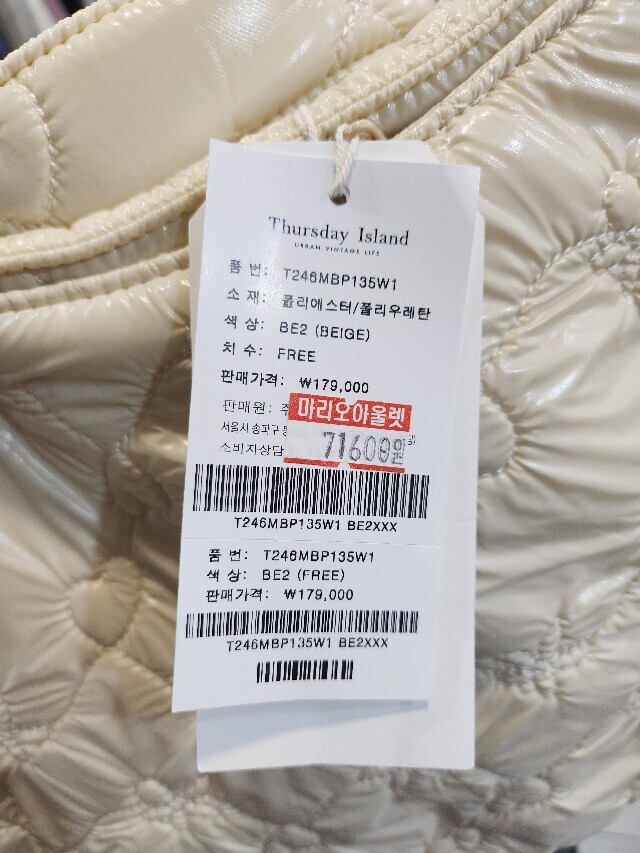 Thursday Island
URBAN VINTAGE LIFE
품 번: T246MBP135W1
소 재: 폴리에스터/폴리우레탄
색 상: BE2 (BEIGE)
치 수: FREE
판매가격: ₩179,000
판매원: 주
마리오아울렛
서울시 송파구
소비자상담
71600원
T246MBP135W1 BE2XXX
품 번: T246MBP135W1
색 상: BE2 (FREE)
판매가격: ₩179,000
T246MBP135W1 BE2XXX